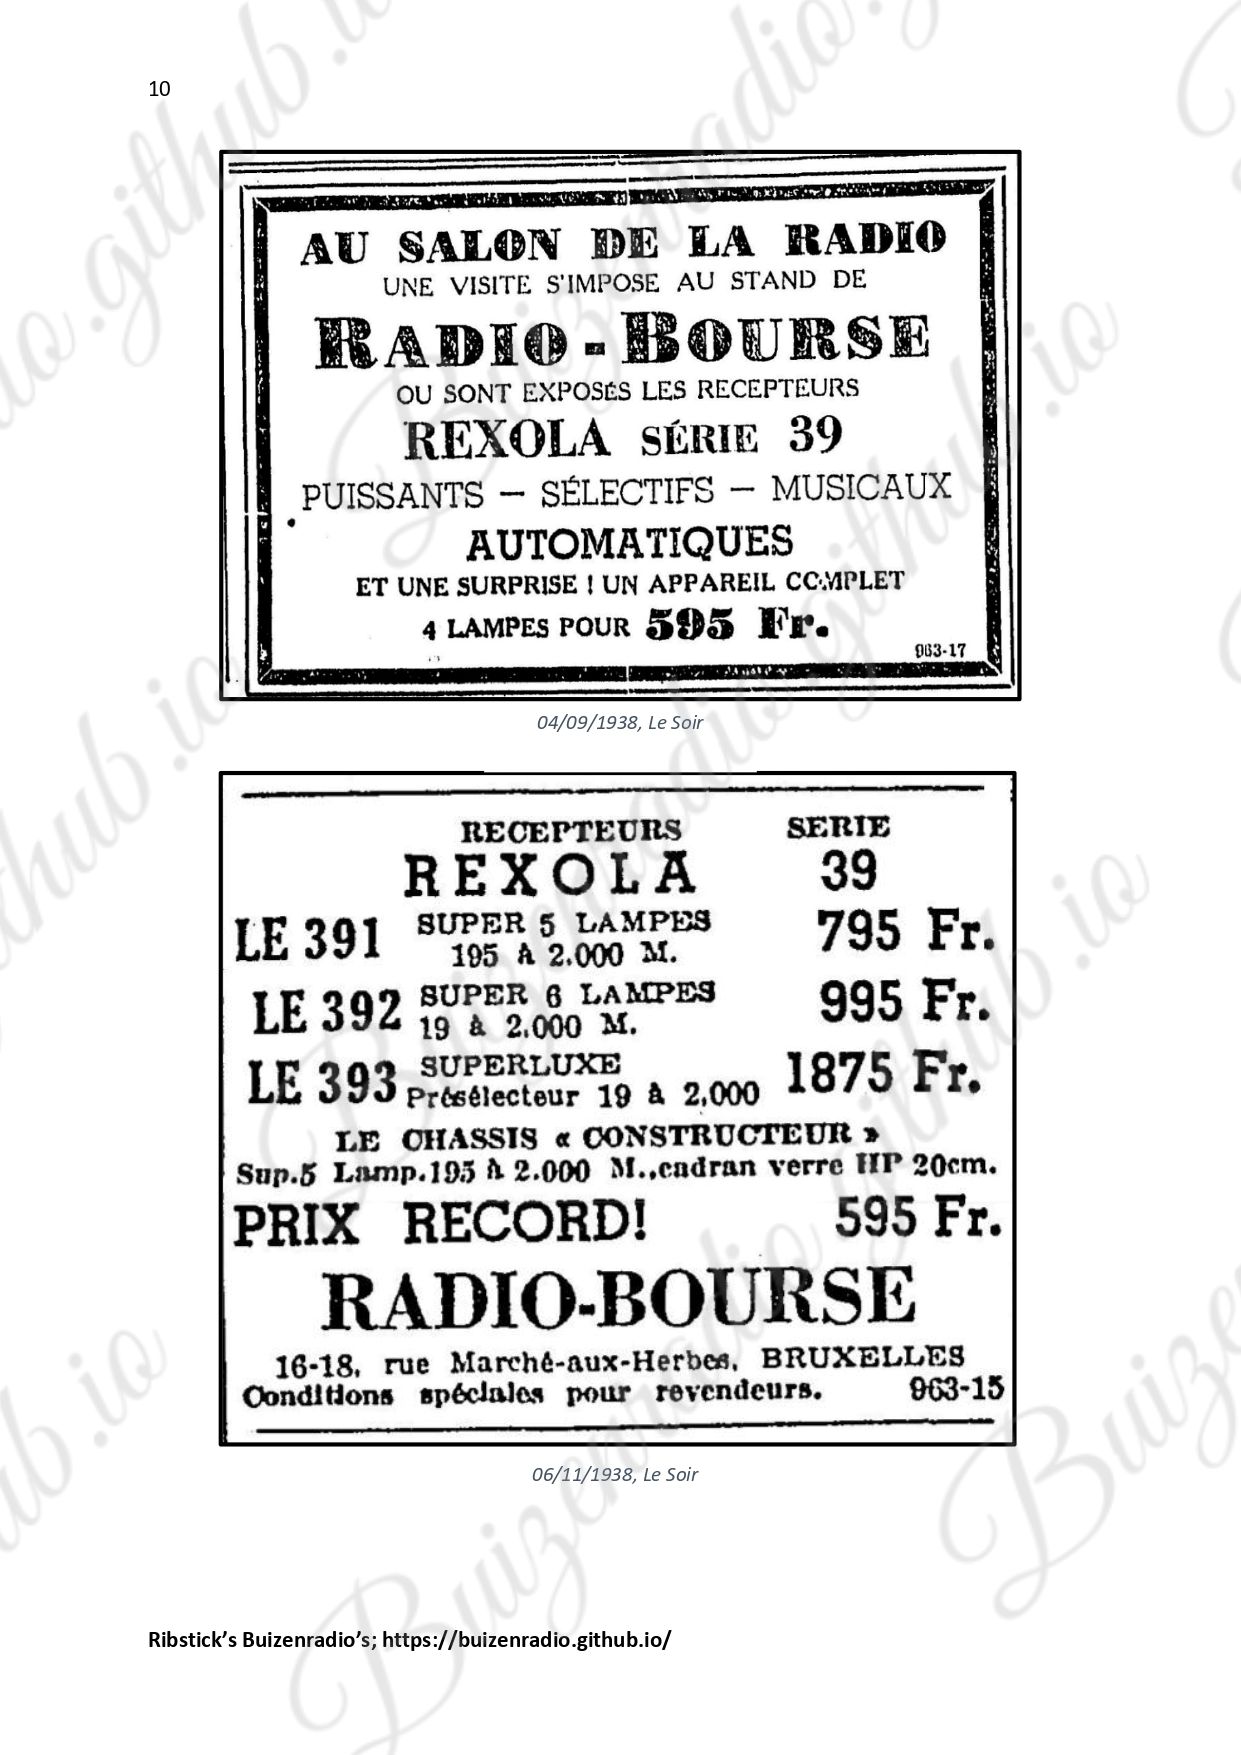 10
AU SALON DE LA RADIO
UNE VISITE S'IMPOSE AU STAND DE
RADIO-BOURSE
OU SONT EXPOSÉS LES RECEPTEURS
REXOLA SÉRIE 39
PUISSANTS — SÉLECTIFS — MUSICAUX
AUTOMATIQUES
ET UNE SURPRISE ! UN APPAREIL COMPLET
4 LAMPES POUR 595 Fr.
963-17
04/09/1938, Le Soir
RECEPTEURS SERIE
REXOLA 39
LE 391 SUPER 5 LAMPES 795 Fr.
195 à 2.000 M.
LE 392 SUPER 6 LAMPES 995 Fr.
19 à 2.000 M.
LE 393 SUPERLUXE 1875 Fr.
Présélecteur 19 à 2,000
LE CHASSIS « CONSTRUCTEUR »
Sup.5 Lamp.195 à 2.000 M.,cadran verre HP 20cm.
PRIX RECORD! 595 Fr.
RADIO-BOURSE
16-18, rue Marché-aux-Herbes, BRUXELLES
Conditions spéciales pour revendeurs. 963-15
06/11/1938, Le Soir
Ribstick's Buizenradio's; https://buizenradio.github.io/
Buizenradio.github.io